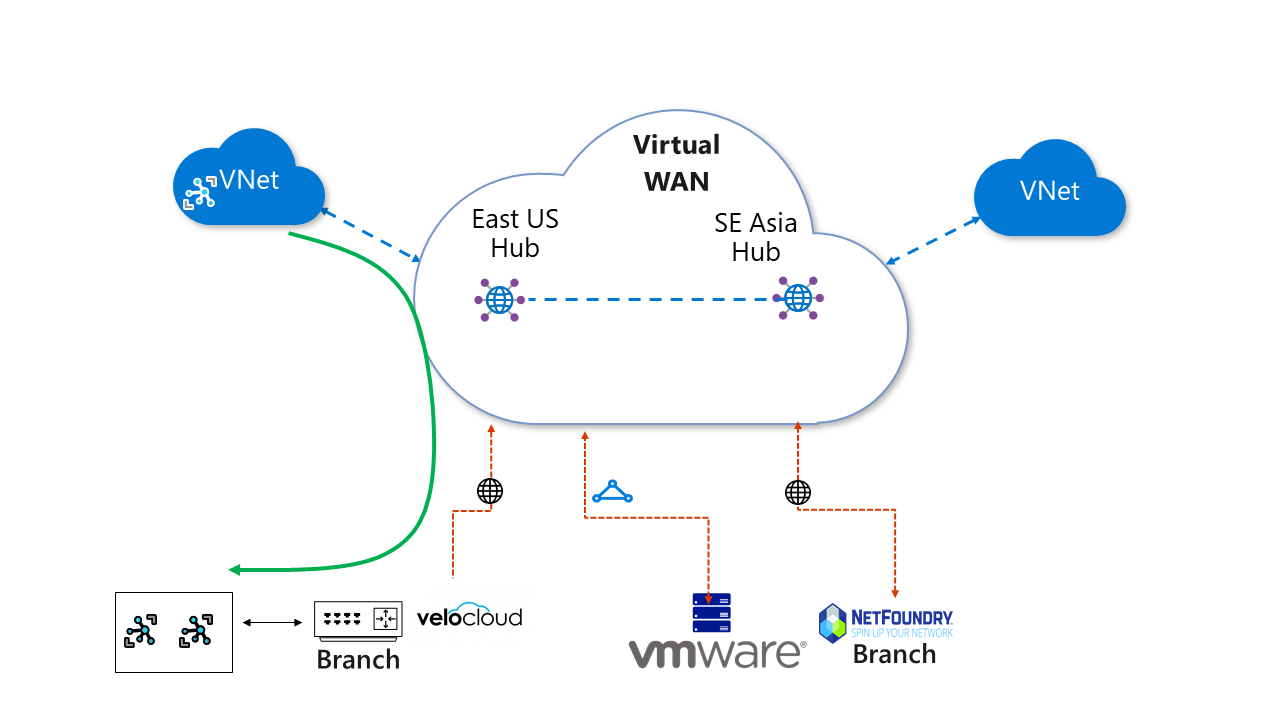 Virtual
WAN
VNet
VNet
East US
Hub
SE Asia
Hub
velocloud
Branch
vmware®
NETFOUNDRY
SPIN UP YOUR NETWORK
Branch